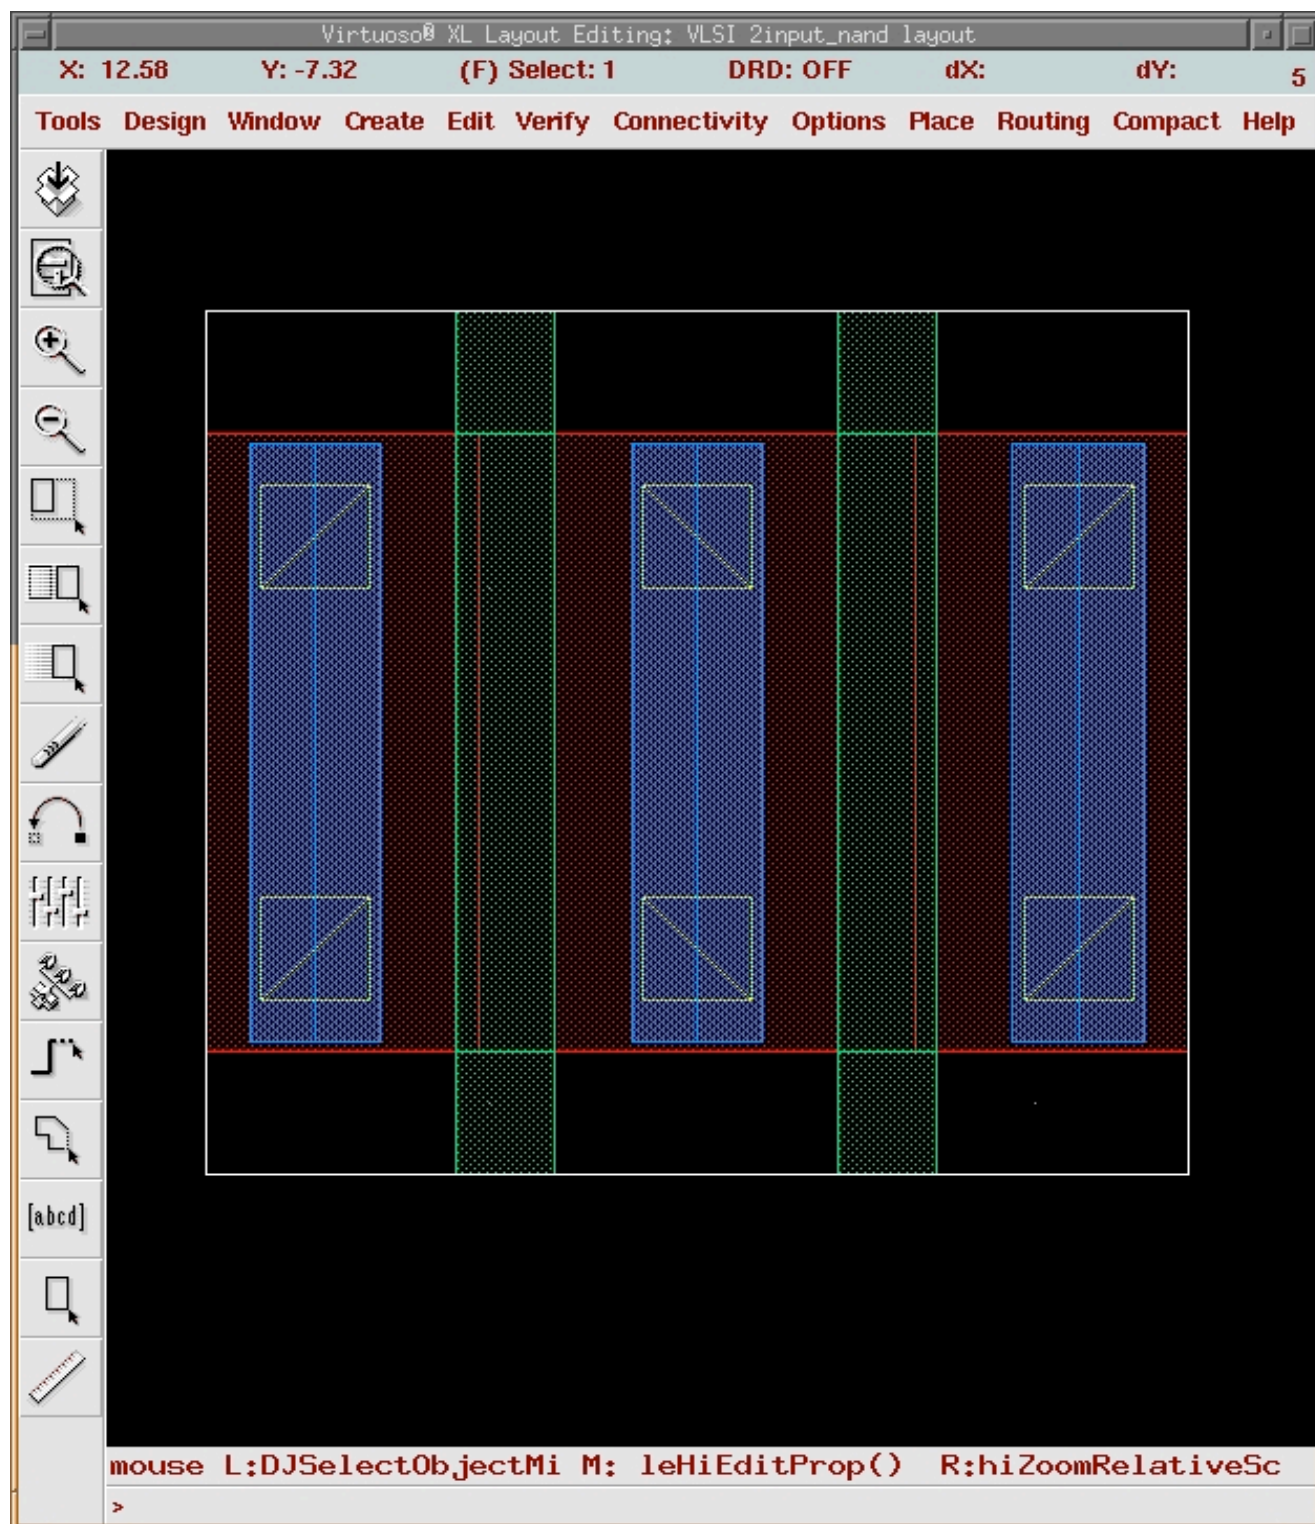 Virtuoso® XL Layout Editing: VLSI 2input_nand layout
X: 12.58 Y: -7.32 (F) Select: 1 DRD: OFF dX: dY: 5
Tools Design Window Create Edit Verify Connectivity Options Place Routing Compact Help
[abcd]
mouse L:DJSelectObjectMi M: leHiEditProp() R:hiZoomRelativeSc
>